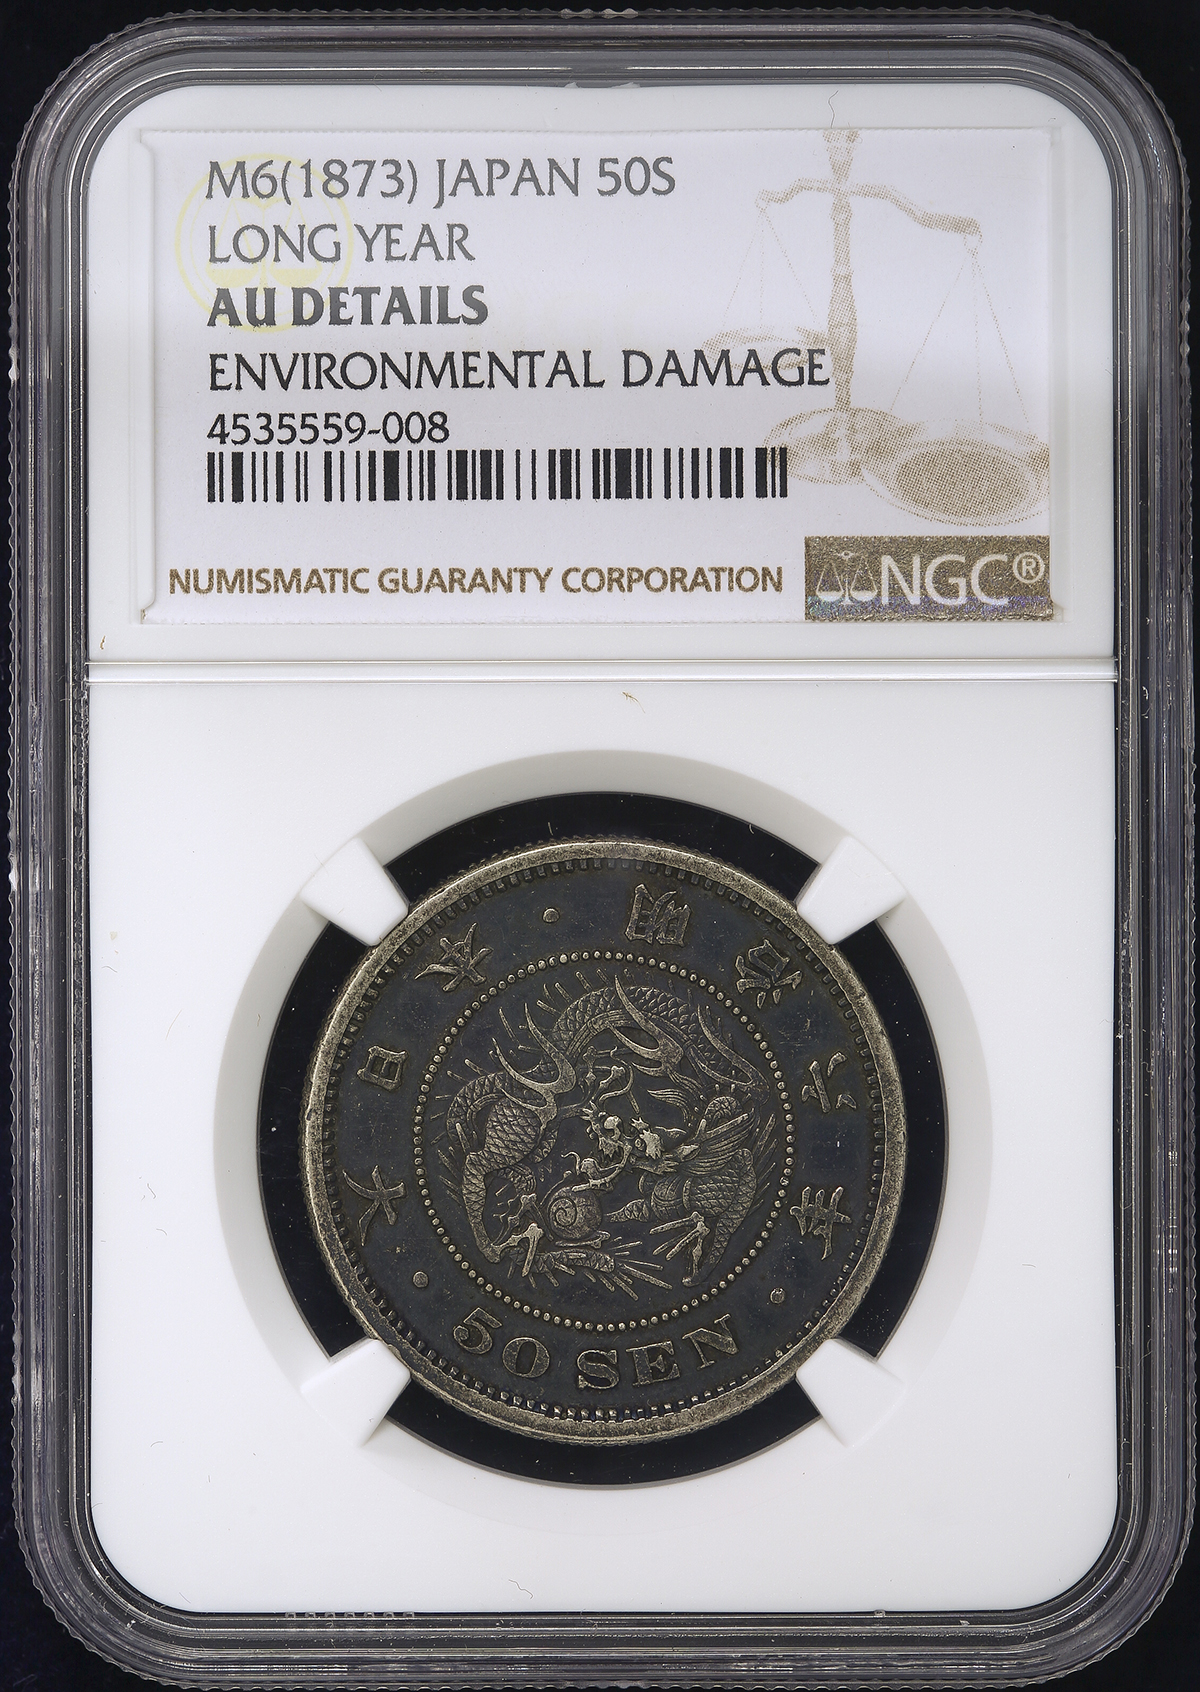 M6(1873) JAPAN 50S
LONG YEAR
AU DETAILS
ENVIRONMENTAL DAMAGE
4535559-008
NUMISMATIC GUARANTY CORPORATION
NGC®
大日本・明治六年
50 SEN